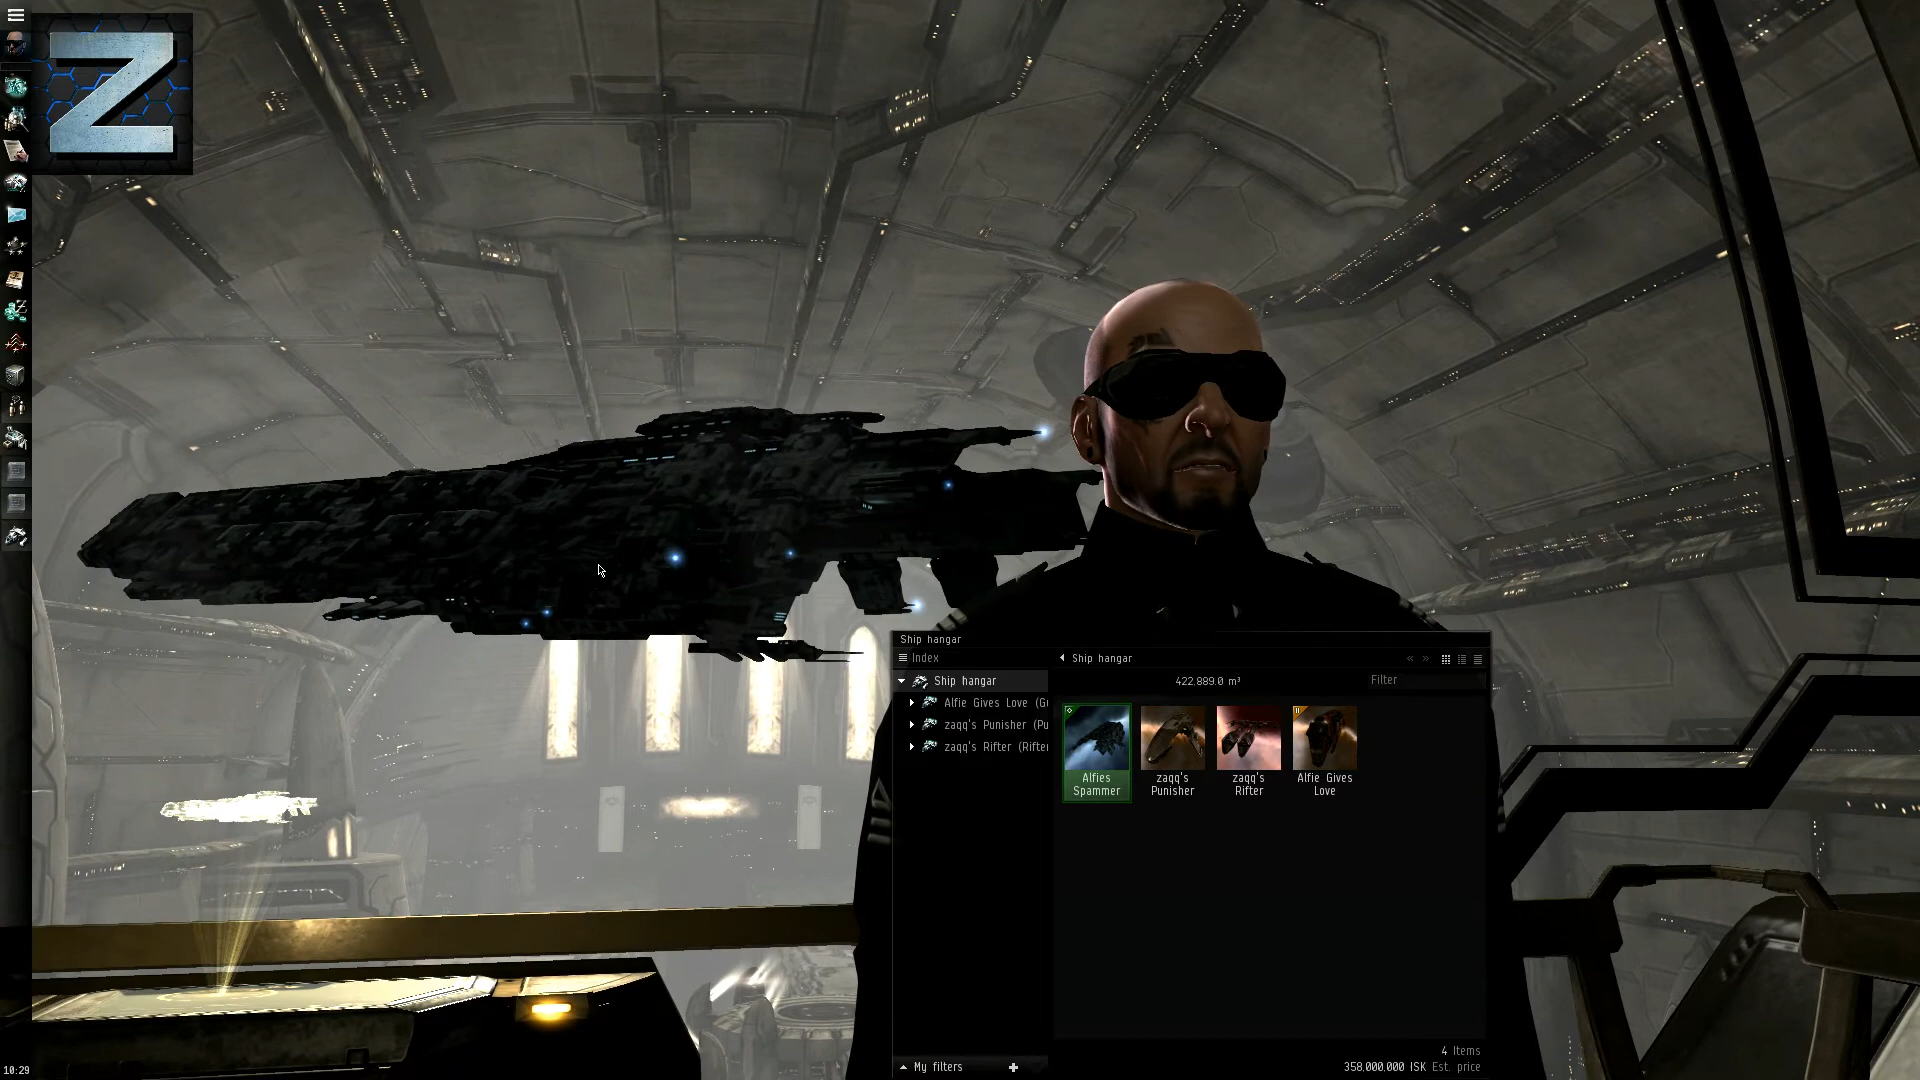 Z
Ship hangar
Index
Ship hangar
422,889.0 m³
Filter
Ship hangar
Alfie Gives Love (G
zaqq's Punisher (Pu
zaqq's Rifter (Rifter
Alfies Spammer
zaqq's Punisher
zaqq's Rifter
Alfie Gives Love
4 Items
My filters
358,000,000 ISK Est. price
10:29